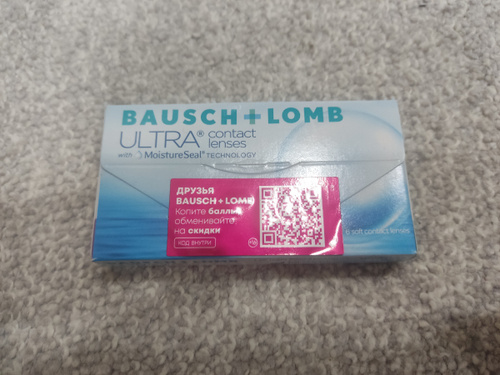 BAUSCH + LOMB
ULTRA® contact lenses
with MoistureSeal® TECHNOLOGY
ДРУЗЬЯ
BAUSCH + LOMB
Копите баллы
обменивайте
на скидки
код внутри
6 soft contact lenses